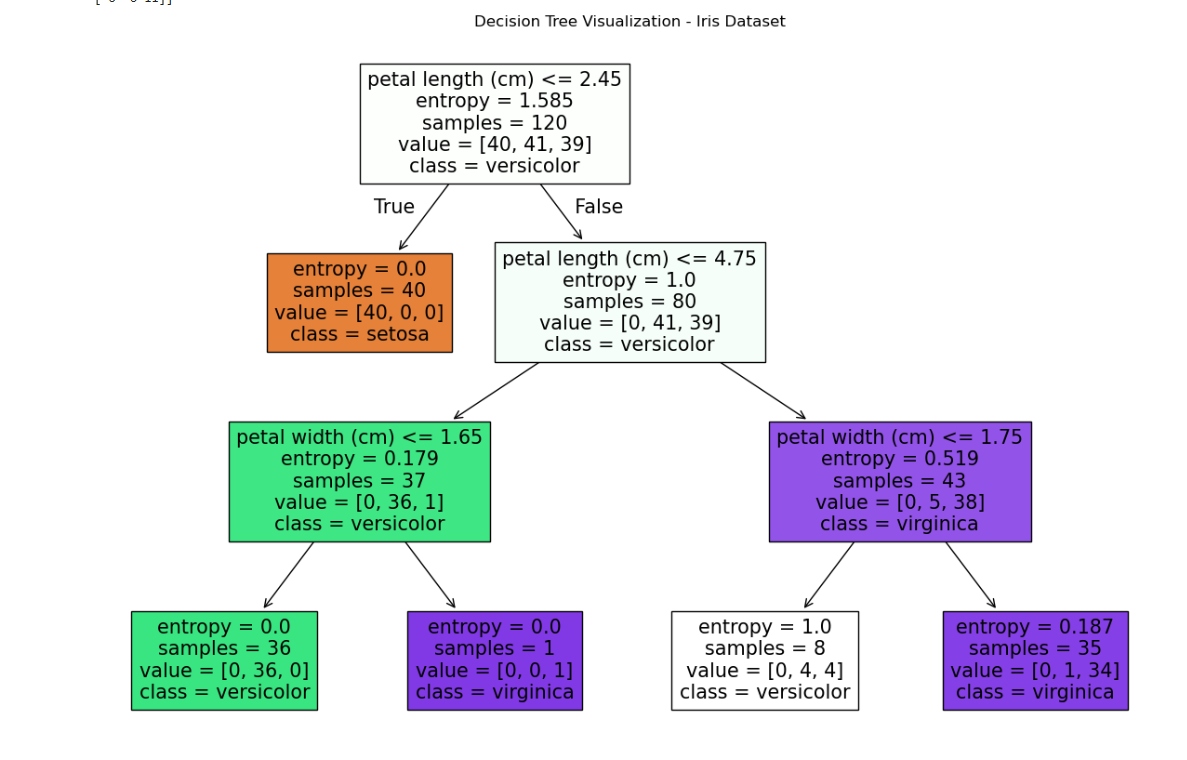 Decision Tree Visualization - Iris Dataset
petal length (cm) <= 2.45
entropy = 1.585
samples = 120
value = [40, 41, 39]
class = versicolor
True
False
entropy = 0.0
samples = 40
value = [40, 0, 0]
class = setosa
petal length (cm) <= 4.75
entropy = 1.0
samples = 80
value = [0, 41, 39]
class = versicolor
petal width (cm) <= 1.65
entropy = 0.179
samples = 37
value = [0, 36, 1]
class = versicolor
petal width (cm) <= 1.75
entropy = 0.519
samples = 43
value = [0, 5, 38]
class = virginica
entropy = 0.0
samples = 36
value = [0, 36, 0]
class = versicolor
entropy = 0.0
samples = 1
value = [0, 0, 1]
class = virginica
entropy = 1.0
samples = 8
value = [0, 4, 4]
class = versicolor
entropy = 0.187
samples = 35
value = [0, 1, 34]
class = virginica